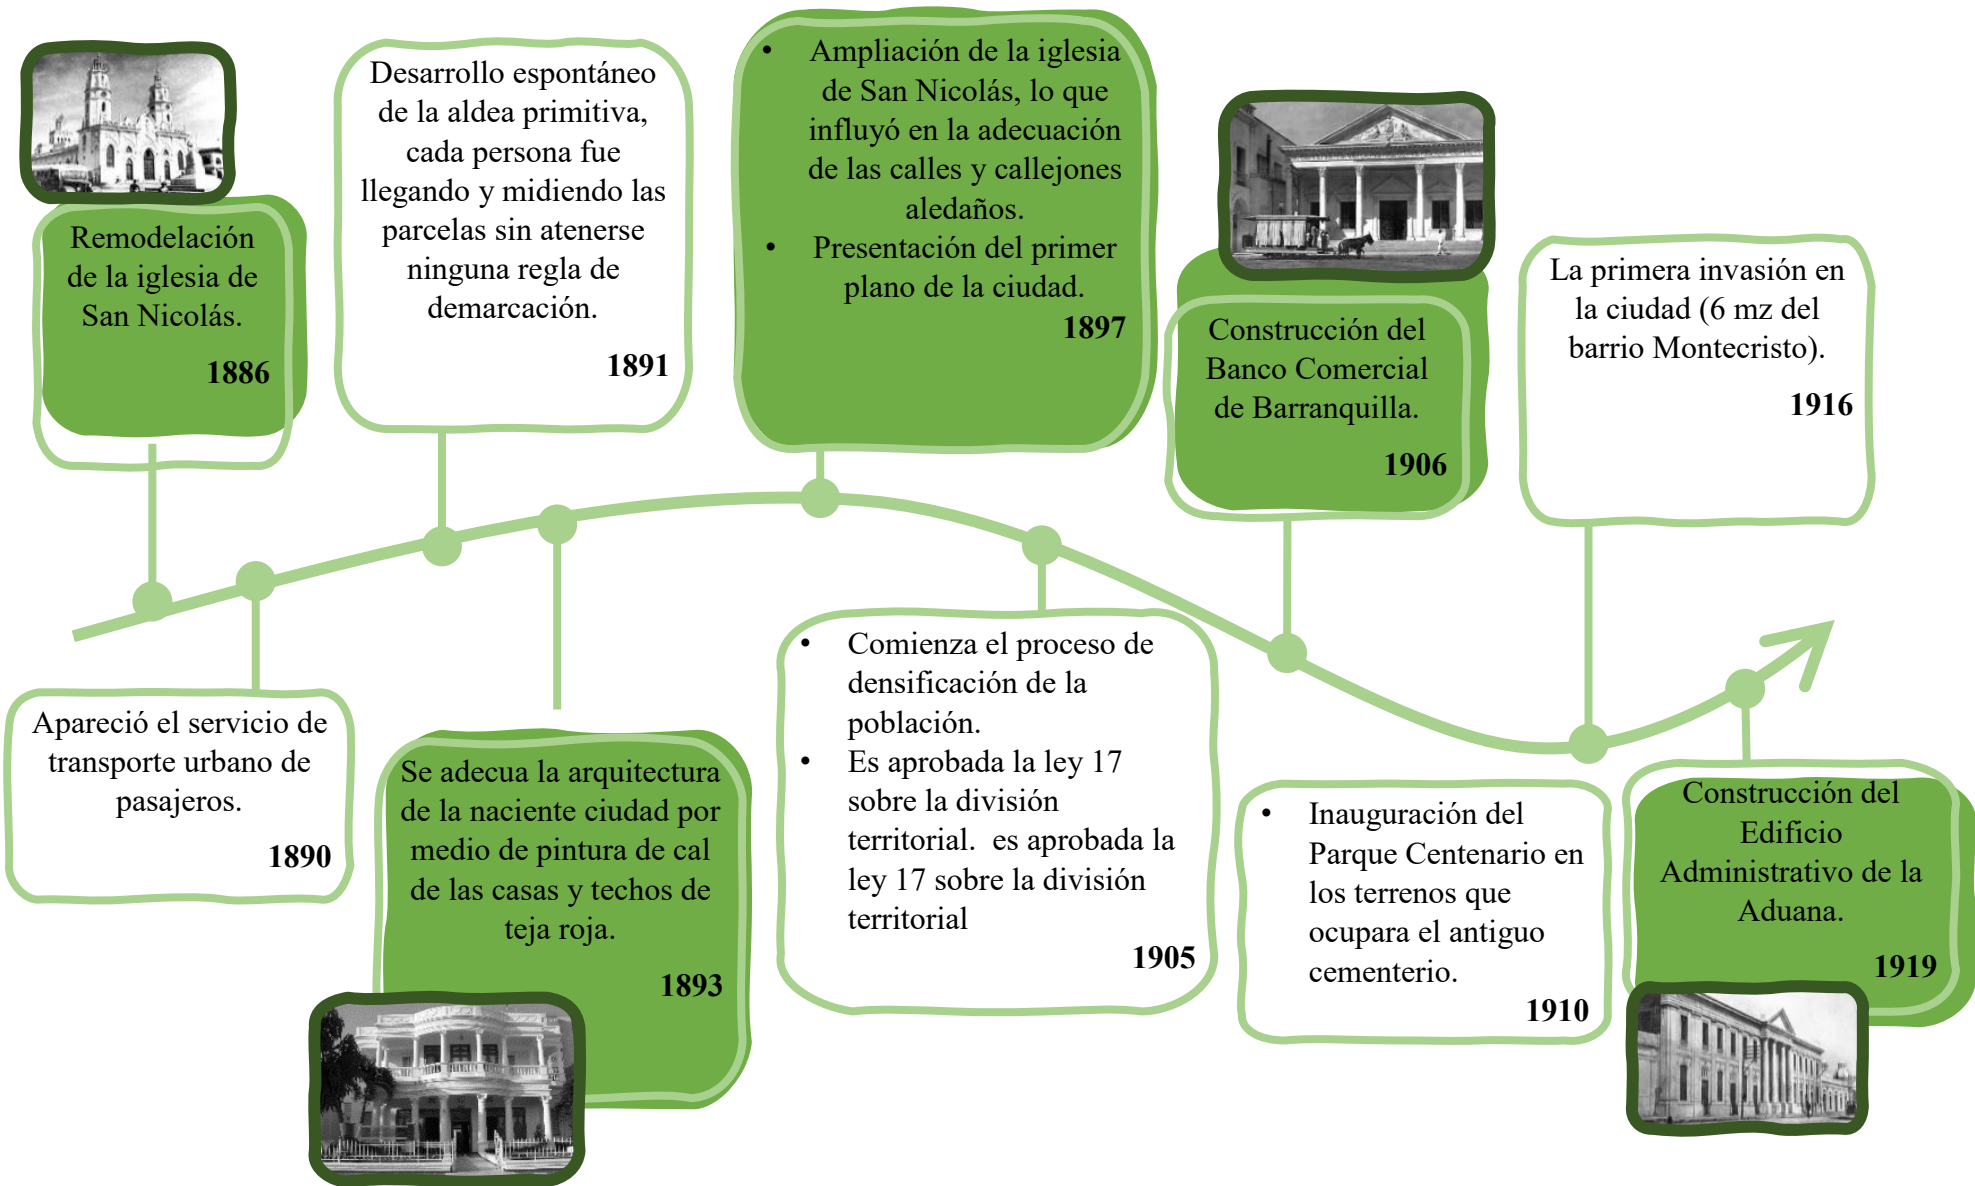 Remodelación
de la iglesia de
San Nicolás.
1886
Apareció el servicio de
transporte urbano de
pasajeros.
1890
Desarrollo espontáneo
de la aldea primitiva,
cada persona fue
llegando y midiendo las
parcelas sin atenerse
ninguna regla de
demarcación.
1891
Se adecua la arquitectura
de la naciente ciudad por
medio de pintura de cal
de las casas y techos de
teja roja.
1893
• Ampliación de la iglesia
de San Nicolás, lo que
influyó en la adecuación
de las calles y callejones
aledaños.
• Presentación del primer
plano de la ciudad.
1897
• Comienza el proceso de
densificación de la
población.
• Es aprobada la ley 17
sobre la división
territorial. es aprobada la
ley 17 sobre la división
territorial
1905
Construcción del
Banco Comercial
de Barranquilla.
1906
• Inauguración del
Parque Centenario en
los terrenos que
ocupara el antiguo
cementerio.
1910
La primera invasión en
la ciudad (6 mz del
barrio Montecristo).
1916
Construcción del
Edificio
Administrativo de la
Aduana.
1919